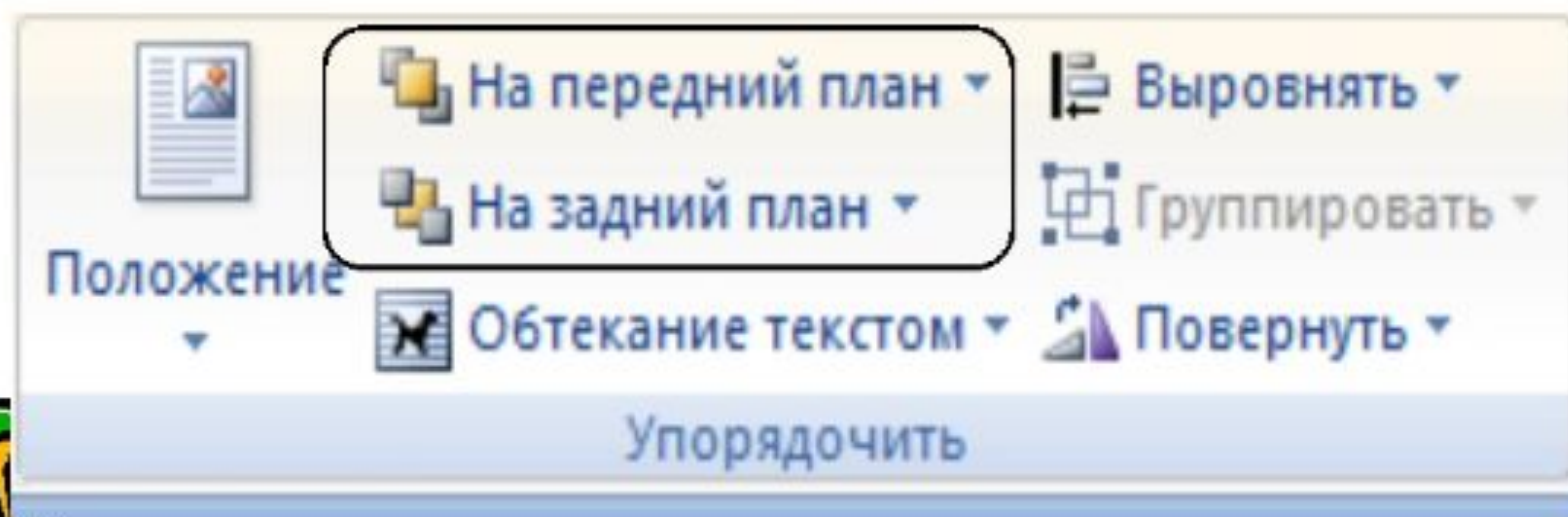 На передний план
Выровнять
На задний план
Группировать
Положение
Обтекание текстом
Повернуть
Упорядочить